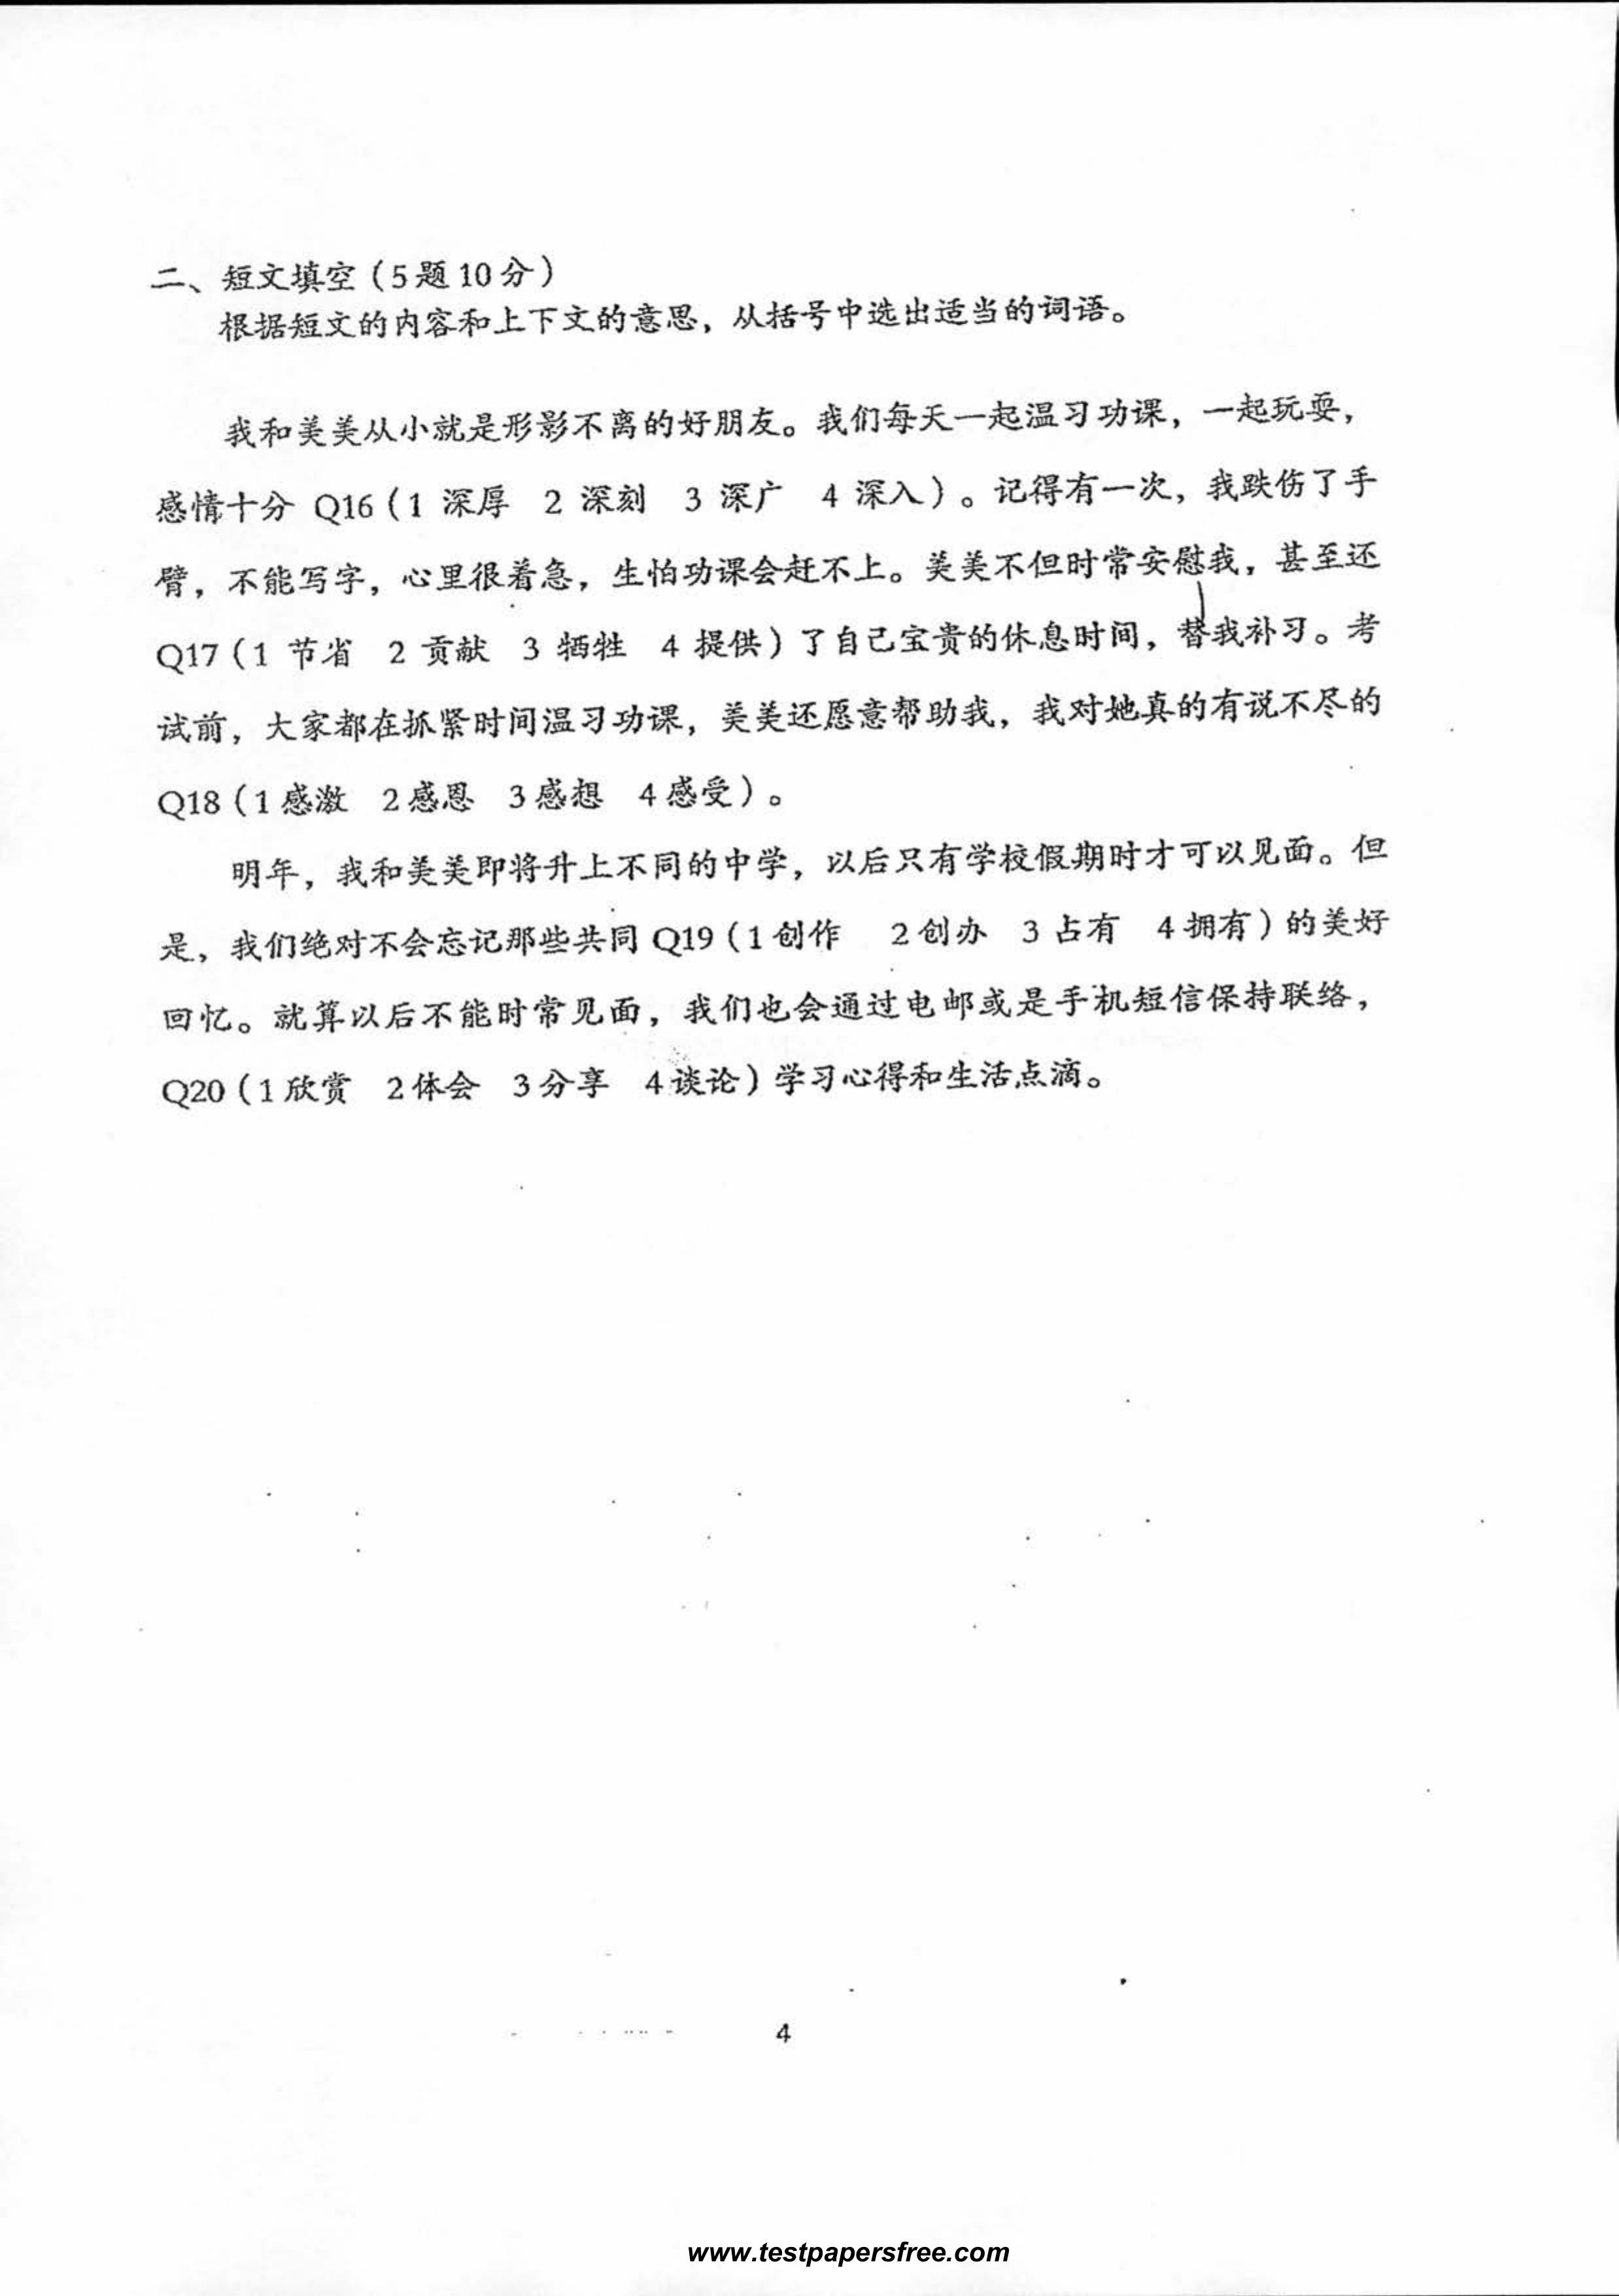 二、短文填空(5题10分)
根据短文的内容和上下文的意思，从括号中选出适当的词语。
我和美美从小就是形影不离的好朋友。我们每天一起温习功课，一起玩耍，
感情十分 Q16(1 深厚 2 深刻 3 深广 4 深入)。记得有一次，我跌伤了手
臂，不能写字，心里很着急，生怕功课会赶不上。美美不但时常安慰我，甚至还
Q17(1 节省 2 贡献 3 牺牲 4 提供)了自己宝贵的休息时间，替我补习。考
试前，大家都在抓紧时间温习功课，美美还愿意帮助我，我对她真的有说不尽的
Q18(1感激 2感恩 3感想 4感受)。
明年，我和美美即将升上不同的中学，以后只有学校假期时才可以见面。但
是，我们绝对不会忘记那些共同 Q19(1创作 2创办 3占有 4拥有)的美好
回忆。就算以后不能时常见面，我们也会通过电邮或是手机短信保持联络，
Q20(1欣赏 2体会 3分享 4谈论)学习心得和生活点滴。
4
www.testpapersfree.com